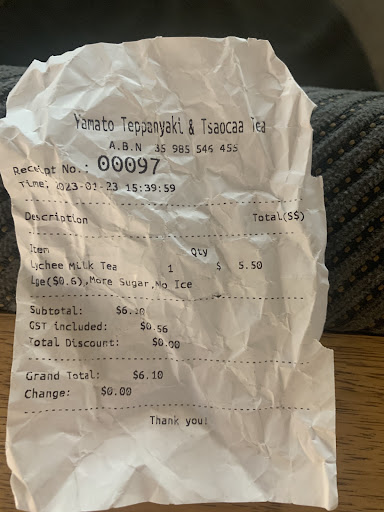 Yamato Teppanyaki & Tsaocaa Tea
A.B.N 35 985 546 455
Receipt No.: 00097
Time: 2023-01-23 15:39:59
Description Total(S$)
Item Qty
Lychee Milk Tea 1 $ 5.50
Lge($0.6),More Sugar,No Ice
Subtotal: $6.10
GST included: $0.56
Total Discount: $0.00
Grand Total: $6.10
Change: $0.00
Thank you!